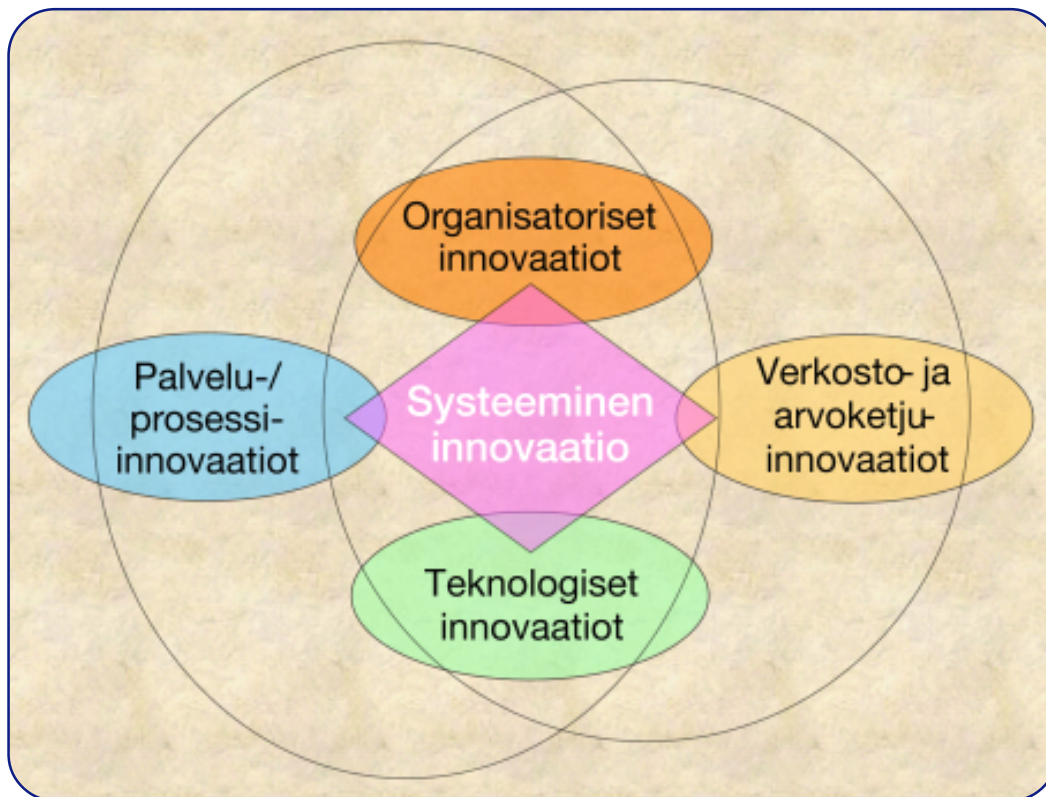 Organisatoriset
innovaatiot
Palvelu-/
prosessi-
innovaatiot
Systeeminen
innovaatio
Verkosto- ja
arvoketju-
innovaatiot
Teknologiset
innovaatiot